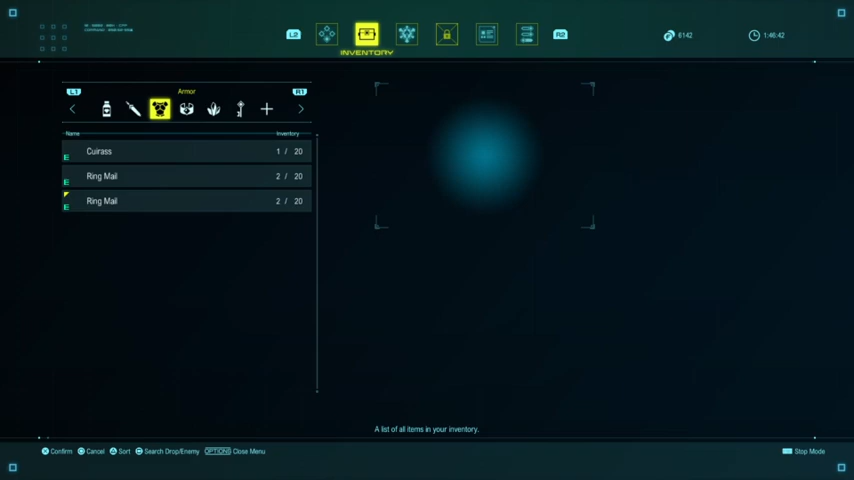 L2
INVENTORY
R2
6142
1:46:42
L1
Armor
R1
Name
Inventory
Cuirass 1 / 20
E
Ring Mail 2 / 20
E
Ring Mail 2 / 20
E
A list of all items in your inventory.
Confirm Cancel Sort Search Drop/Enemy OPTIONS Close Menu
Stop Mode